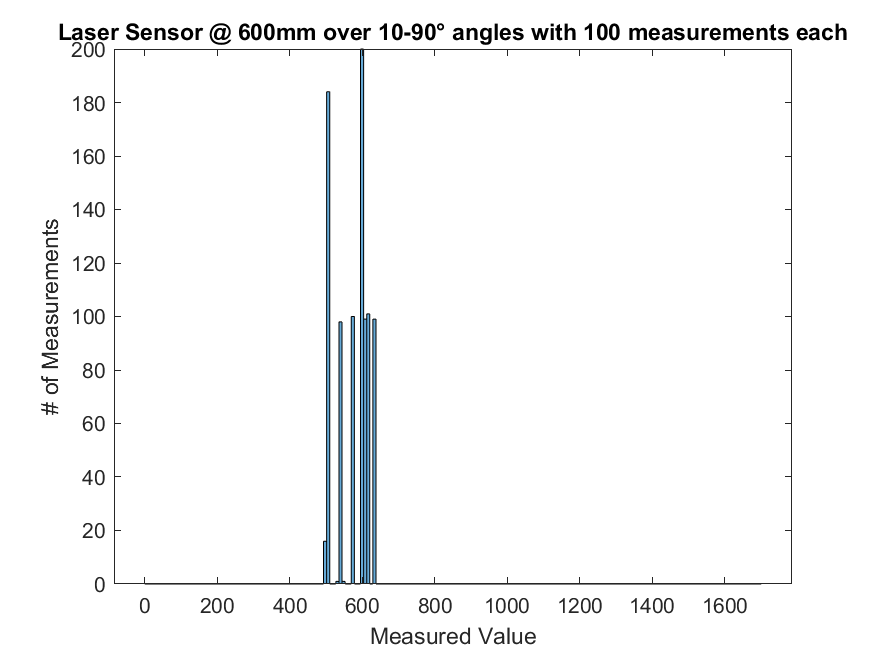 Laser Sensor @ 600mm over 10-90° angles with 100 measurements each
200
180
160
140
120
100
80
60
40
20
0
# of Measurements
0 200 400 600 800 1000 1200 1400 1600
Measured Value